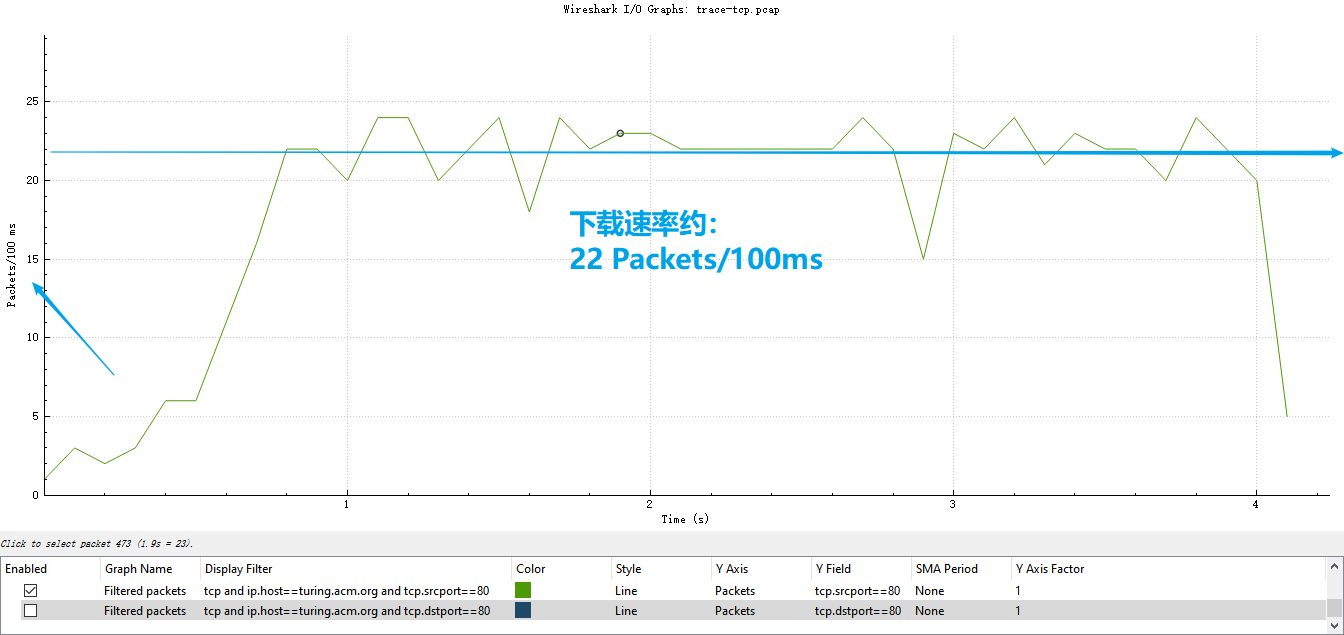 Wireshark I/O Graphs: trace-tcp.pcap
25
20
15
10
5
0
Packets/100 ms
下载速率约:
22 Packets/100ms
1 2 3 4
Time (s)
Click to select packet 473 (1.9s = 23).
Enabled Graph Name Display Filter Color Style Y Axis Y Field SMA Period Y Axis Factor
Filtered packets tcp and ip.host==turing.acm.org and tcp.srcport==80 Line Packets tcp.srcport==80 None 1
Filtered packets tcp and ip.host==turing.acm.org and tcp.dstport==80 Line Packets tcp.dstport==80 None 1